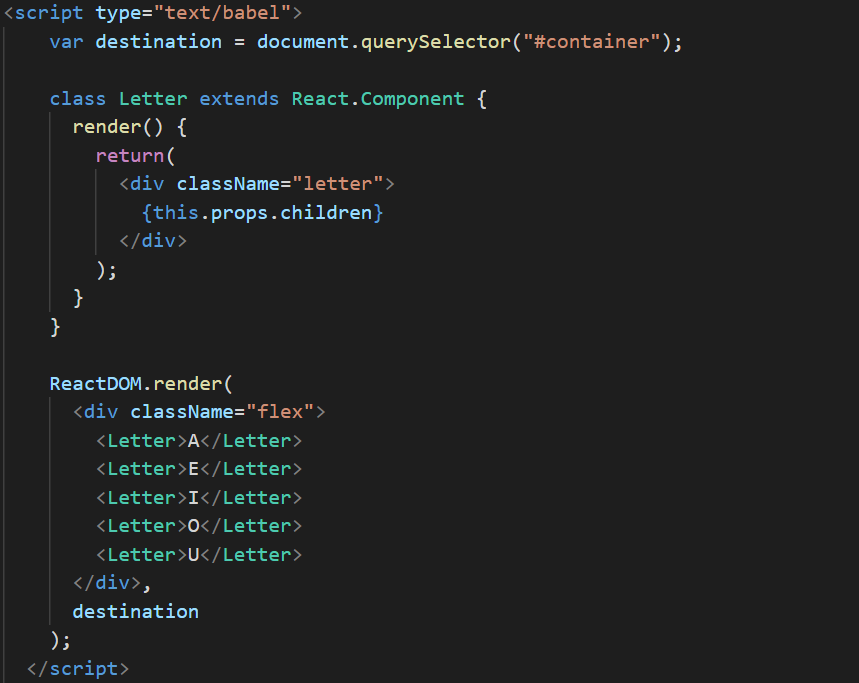 <script type="text/babel">
    var destination = document.querySelector("#container");

    class Letter extends React.Component {
      render() {
        return(
          <div className="letter">
            {this.props.children}
          </div>
        );
      }
    }

    ReactDOM.render(
      <div className="flex">
        <Letter>A</Letter>
        <Letter>E</Letter>
        <Letter>I</Letter>
        <Letter>O</Letter>
        <Letter>U</Letter>
      </div>,
      destination
    );
  </script>